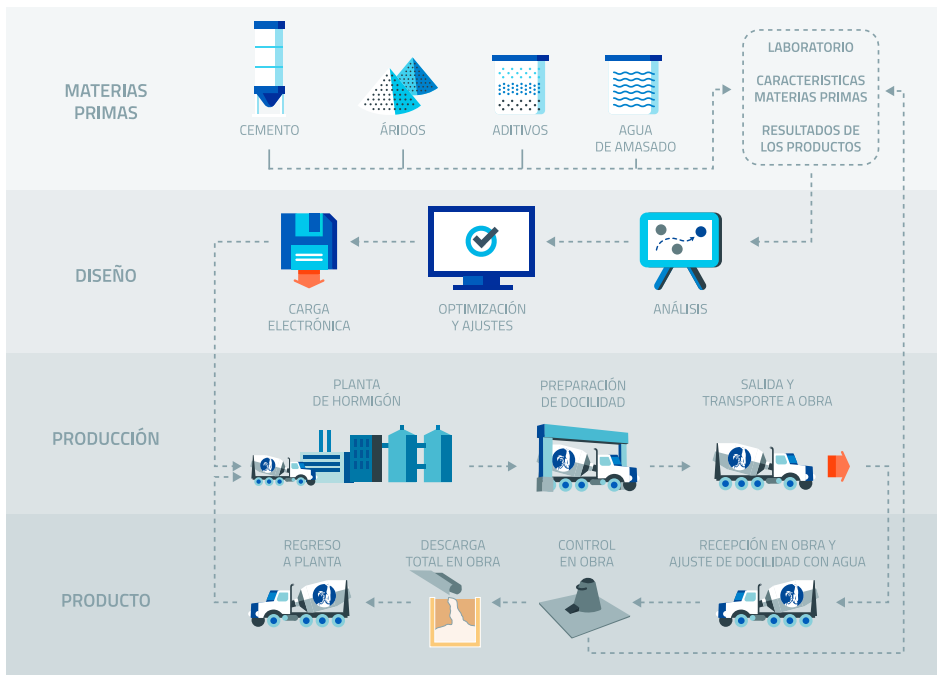 MATERIAS
PRIMAS
CEMENTO
ÁRIDOS
ADITIVOS
AGUA
DE AMASADO
LABORATORIO
CARACTERISTICAS
MATERIAS PRIMAS
RESULTADOS DE
LOS PRODUCTOS
DISEÑO
CARGA
ELECTRÓNICA
OPTIMIZACIÓN
Y AJUSTES
ANÁLISIS
PRODUCCIÓN
PLANTA
DE HORMIGÓN
PREPARACIÓN
DE DOCILIDAD
SALIDA Y
TRANSPORTE A OBRA
PRODUCTO
REGRESO
A PLANTA
DESCARGA
TOTAL EN OBRA
CONTROL
EN OBRA
RECEPCIÓN EN OBRA Y
AJUSTE DE DOCILIDAD CON AGUA